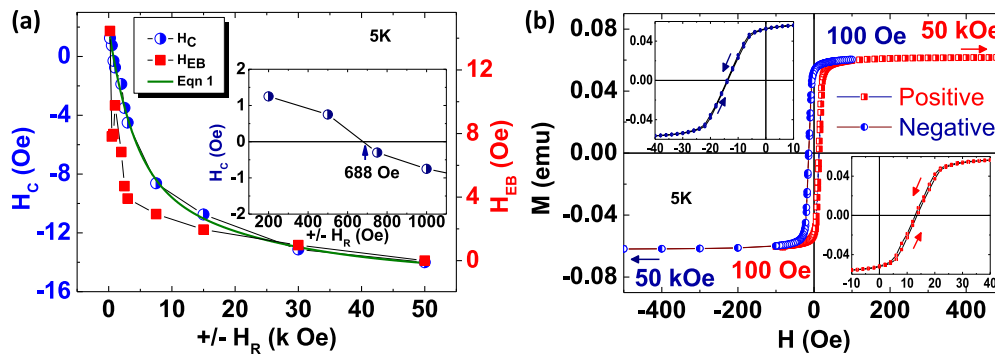 (a)
H_C
H_EB
Eqn 1
5K
H_C (Oe)
0
-4
-8
-12
-16
12
8
4
0
H_EB (Oe)
2
1
0
-1
-2
H_C (Oe)
688 Oe
200 600 1000
+/- H_R (Oe)
0 10 20 30 40 50
+/- H_R (k Oe)
(b)
M (emu)
0.08
0.04
0.00
-0.04
-0.08
0.04
0.00
-0.04
-40 -30 -20 -10 0 10
100 Oe
50 kOe
Positive
Negative
5K
50 kOe
100 Oe
0.04
0.00
-0.04
-10 0 10 20 30 40
-400 -200 0 200 400
H (Oe)